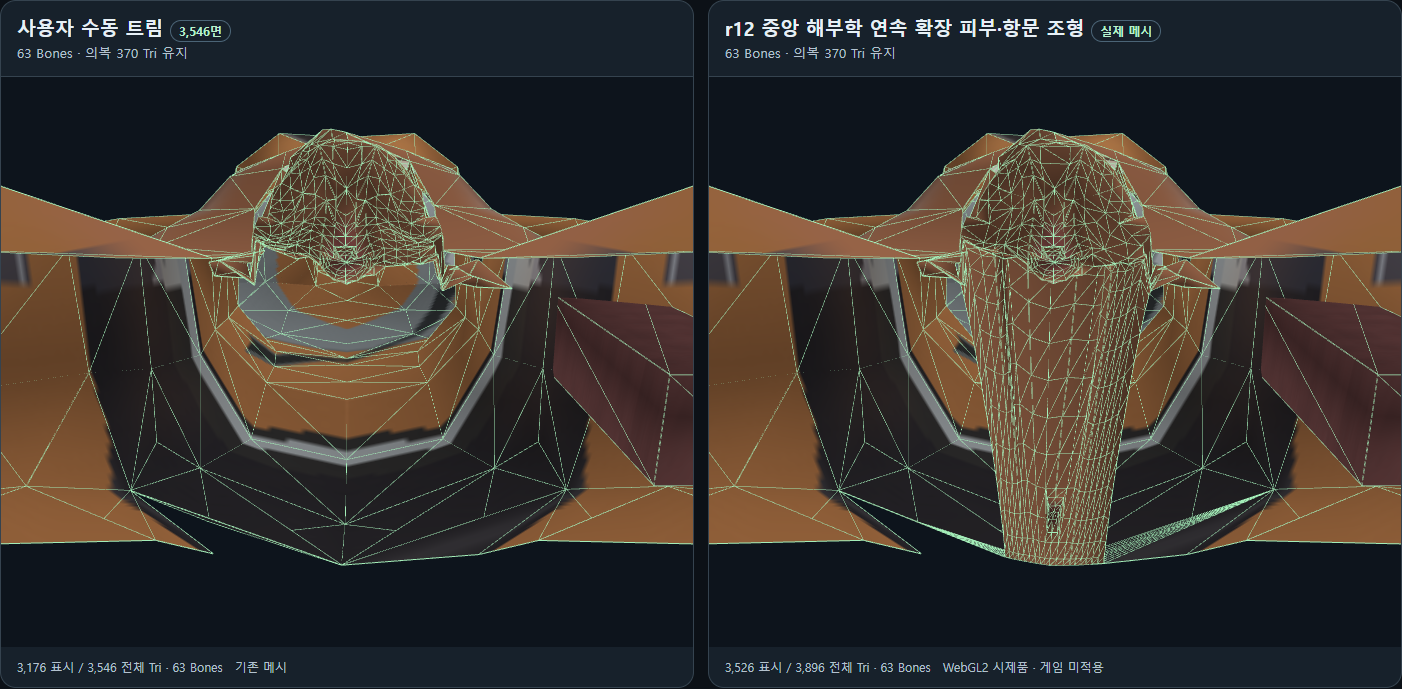 사용자 수동 트림 3,546면
63 Bones · 의복 370 Tri 유지
3,176 표시 / 3,546 전체 Tri · 63 Bones 기존 메시
r12 중앙 해부학 연속 확장 피부·항문 조형 실제 메시
63 Bones · 의복 370 Tri 유지
3,526 표시 / 3,896 전체 Tri · 63 Bones WebGL2 시제품 · 게임 미적용